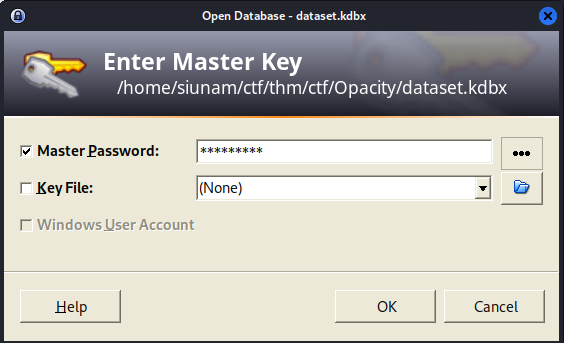 Open Database - dataset.kdbx
Enter Master Key
/home/siunam/ctf/thm/ctf/Opacity/dataset.kdbx
Master Password: *********
Key File: (None)
Windows User Account
Help OK Cancel